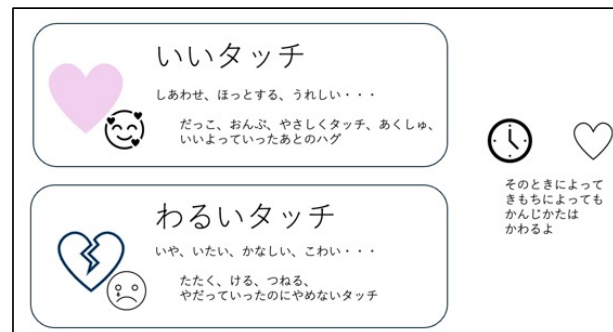 いいタッチ
しあわせ、ほっとする、うれしい・・・
だっこ、おんぶ、やさしくタッチ、あくしゅ、
いいよっていったあとのハグ
わるいタッチ
いや、いたい、かなしい、こわい・・・
たたく、ける、つねる、
やだっていったのにやめないタッチ
そのときによって
きもちによっても
かんじかたは
かわるよ